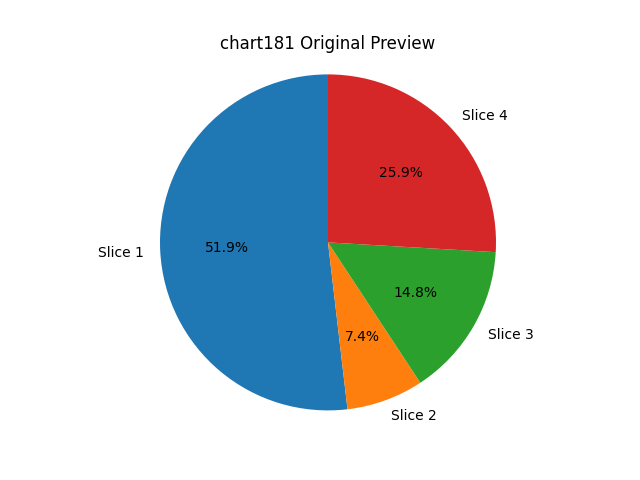 chart181 Original Preview
Slice 4
25.9%
Slice 1
51.9%
14.8%
Slice 3
7.4%
Slice 2